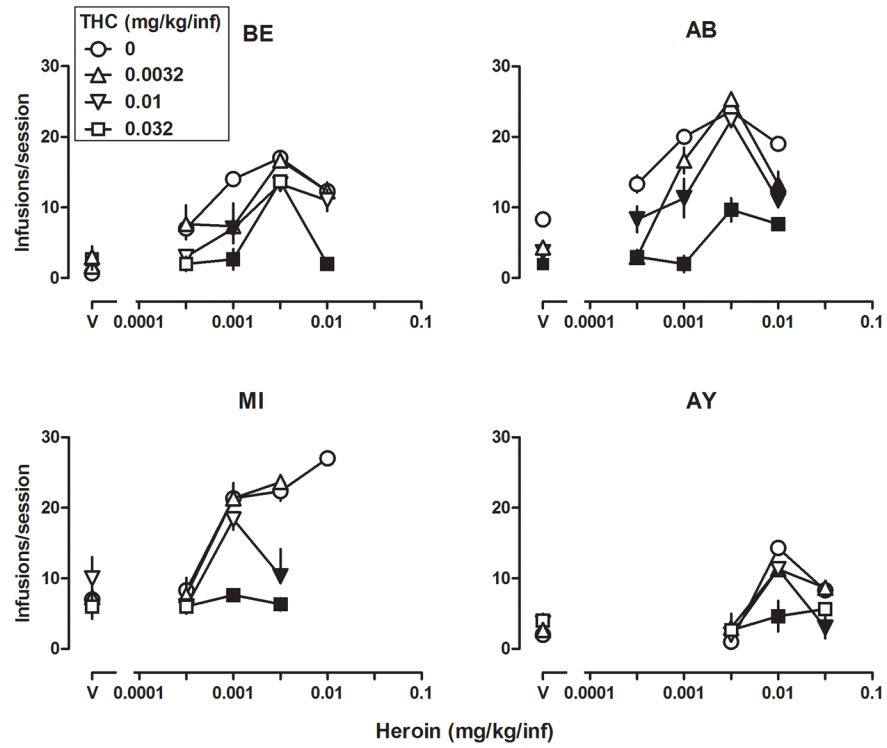 THC (mg/kg/inf)
0
0.0032
0.01
0.032
BE
30
20
10
0
Infusions/session
V 0.0001 0.001 0.01 0.1
AB
30
20
10
0
V 0.0001 0.001 0.01 0.1
MI
30
20
10
0
Infusions/session
V 0.0001 0.001 0.01 0.1
AY
30
20
10
0
V 0.0001 0.001 0.01 0.1
Heroin (mg/kg/inf)